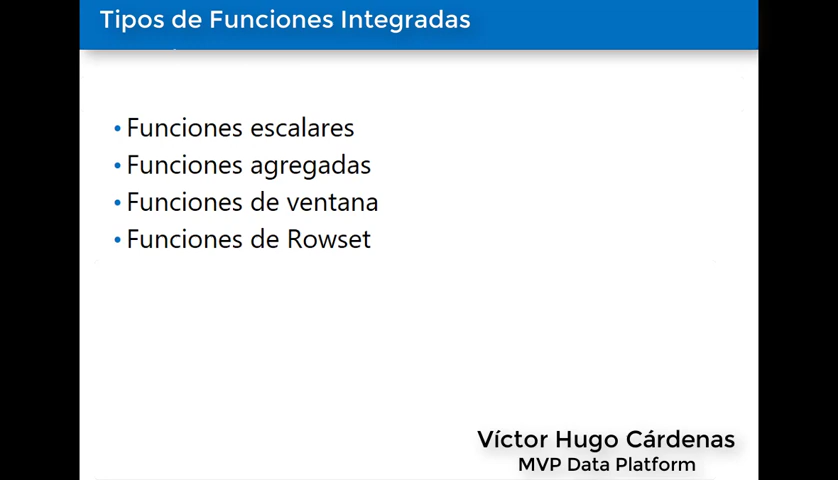 Tipos de Funciones Integradas
• Funciones escalares
• Funciones agregadas
• Funciones de ventana
• Funciones de Rowset
Víctor Hugo Cárdenas
MVP Data Platform